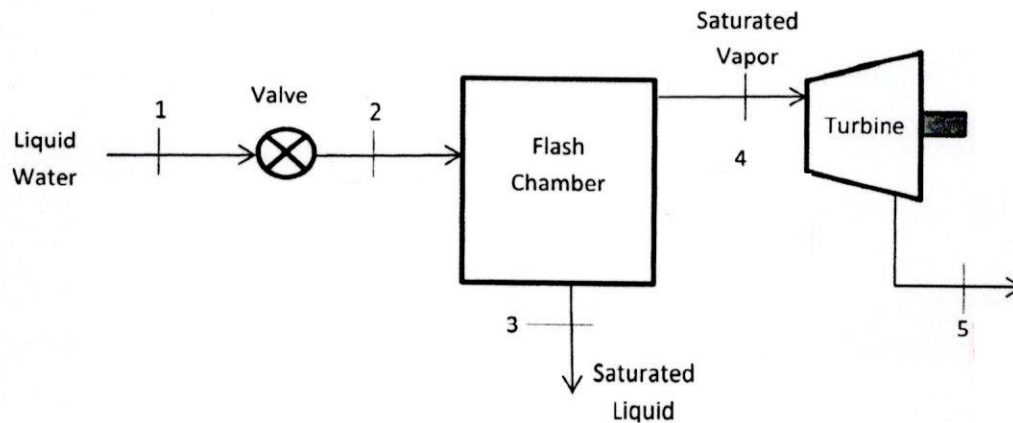 Saturated
Vapor
1
Valve
2
Liquid
Water
Flash
Chamber
4
Turbine
3
5
Saturated
Liquid